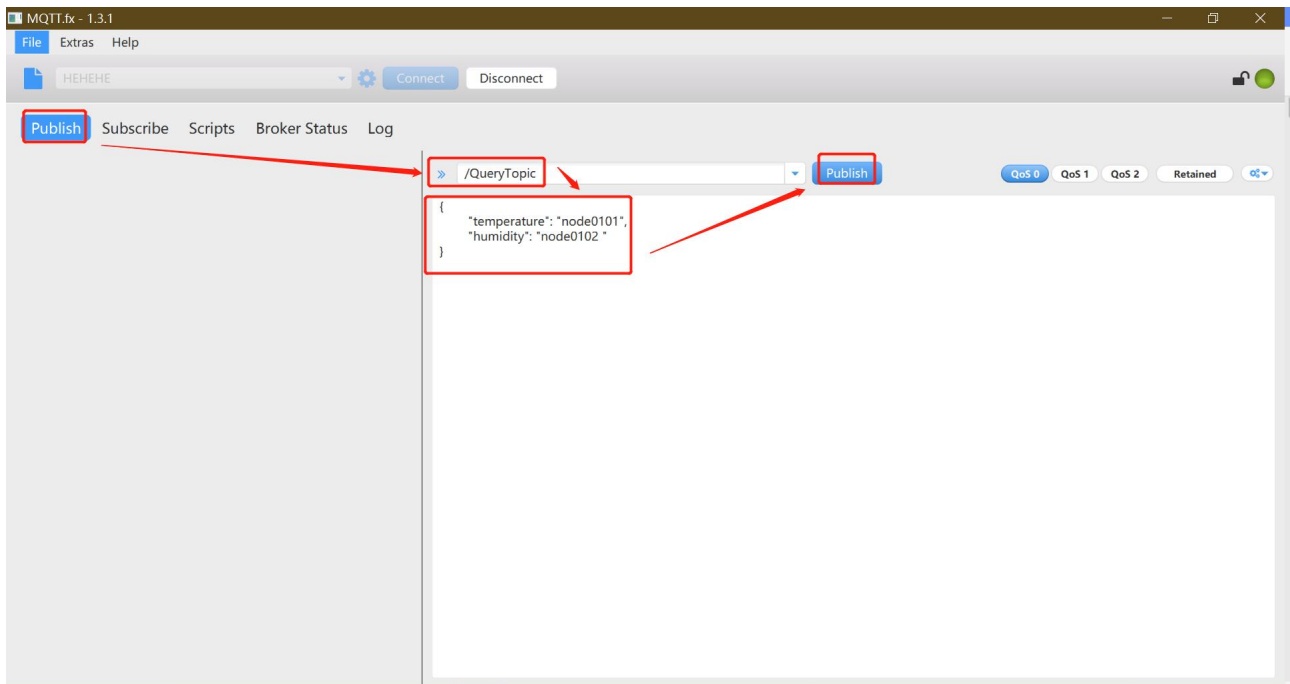 MQTT.fx - 1.3.1
File Extras Help
HEHEHE Connect Disconnect
Publish Subscribe Scripts Broker Status Log
/QueryTopic Publish QoS 0 QoS 1 QoS 2 Retained
{
"temperature": "node0101",
"humidity": "node0102 "
}